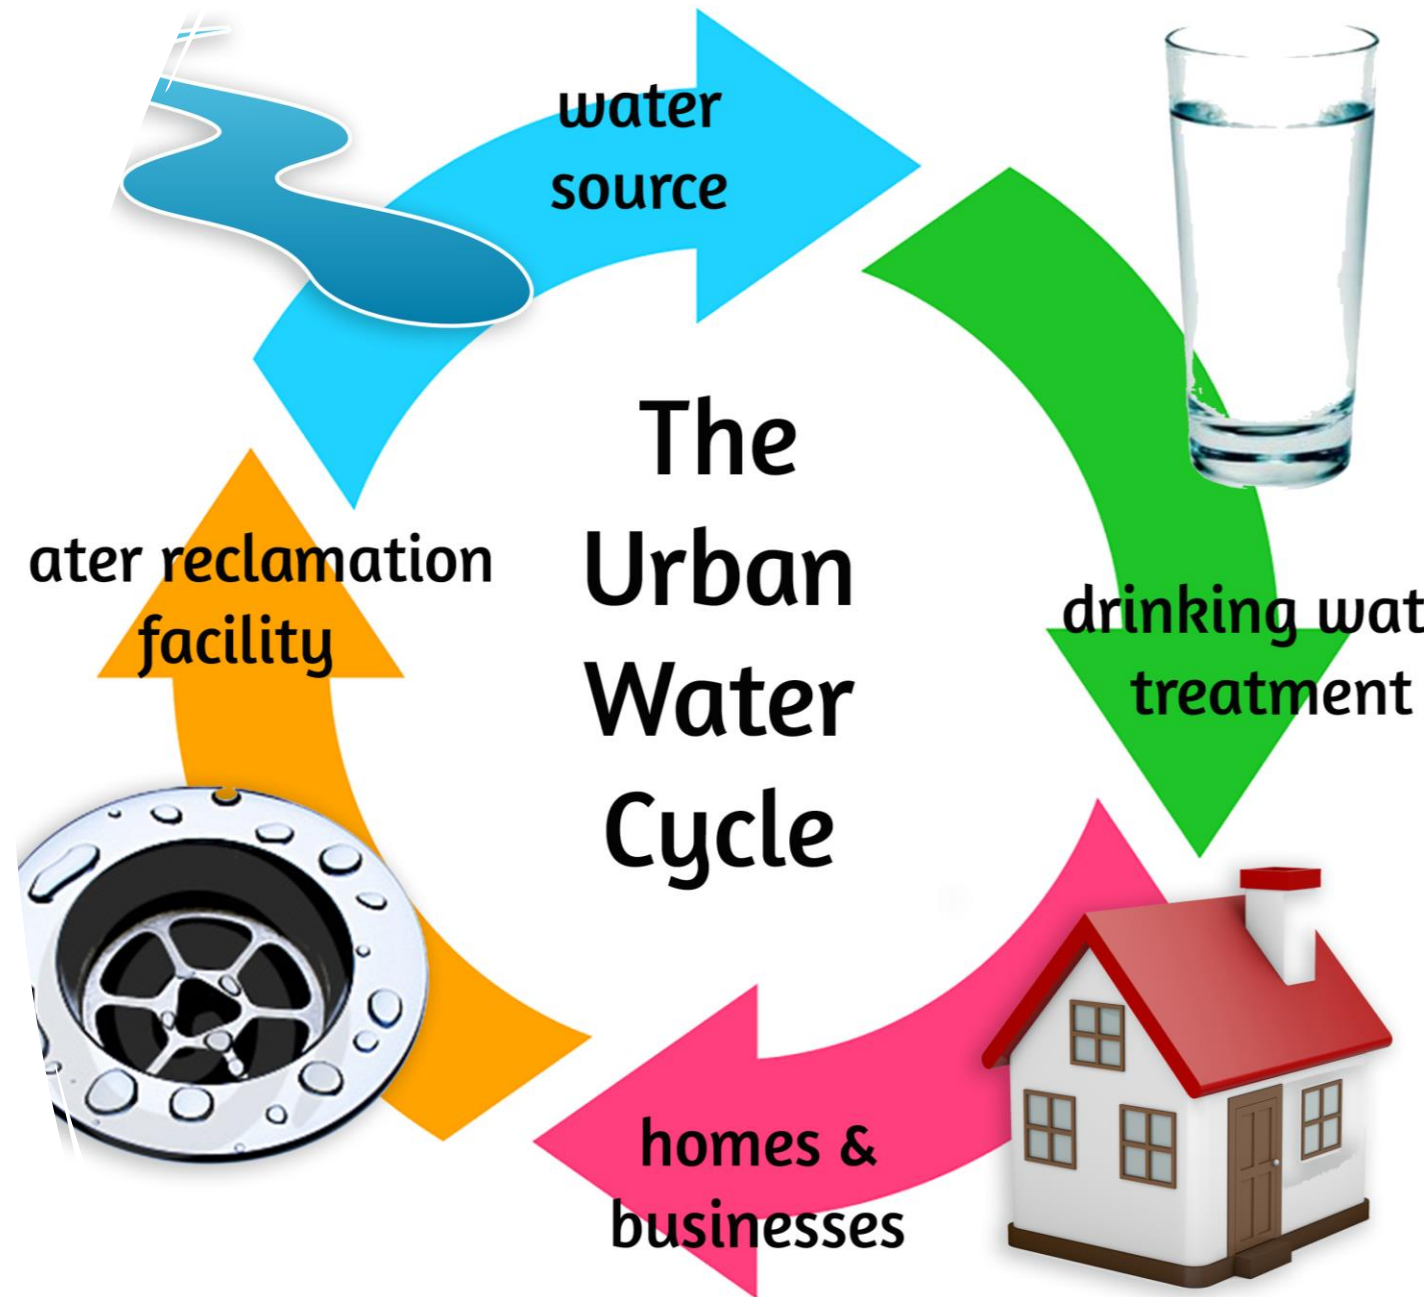 water
source
The
Urban
Water
Cycle
ater reclamation
facility
drinking wat
treatment
homes &
businesses